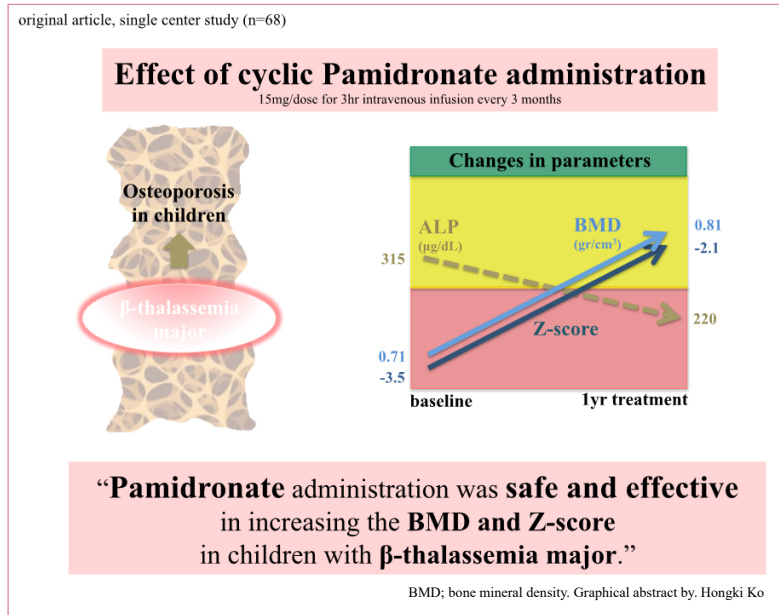 original article, single center study (n=68)
Effect of cyclic Pamidronate administration
15mg/dose for 3hr intravenous infusion every 3 months
Osteoporosis
in children
β-thalassemia
major
Changes in parameters
ALP
(μg/dL)
BMD
(gr/cm³)
0.81
-2.1
315
220
Z-score
0.71
-3.5
baseline
1yr treatment
“Pamidronate administration was safe and effective
in increasing the BMD and Z-score
in children with β-thalassemia major.”
BMD; bone mineral density. Graphical abstract by. Hongki Ko